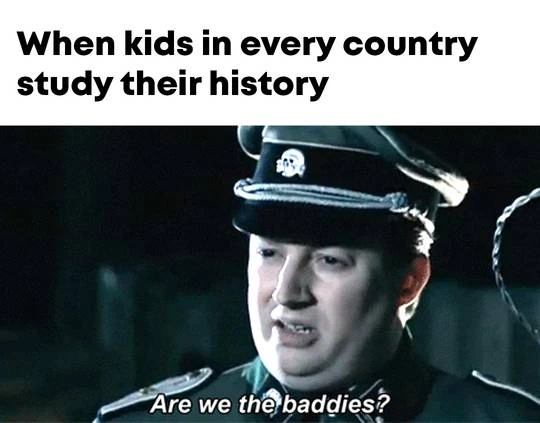 When kids in every country
study their history
Are we the baddies?